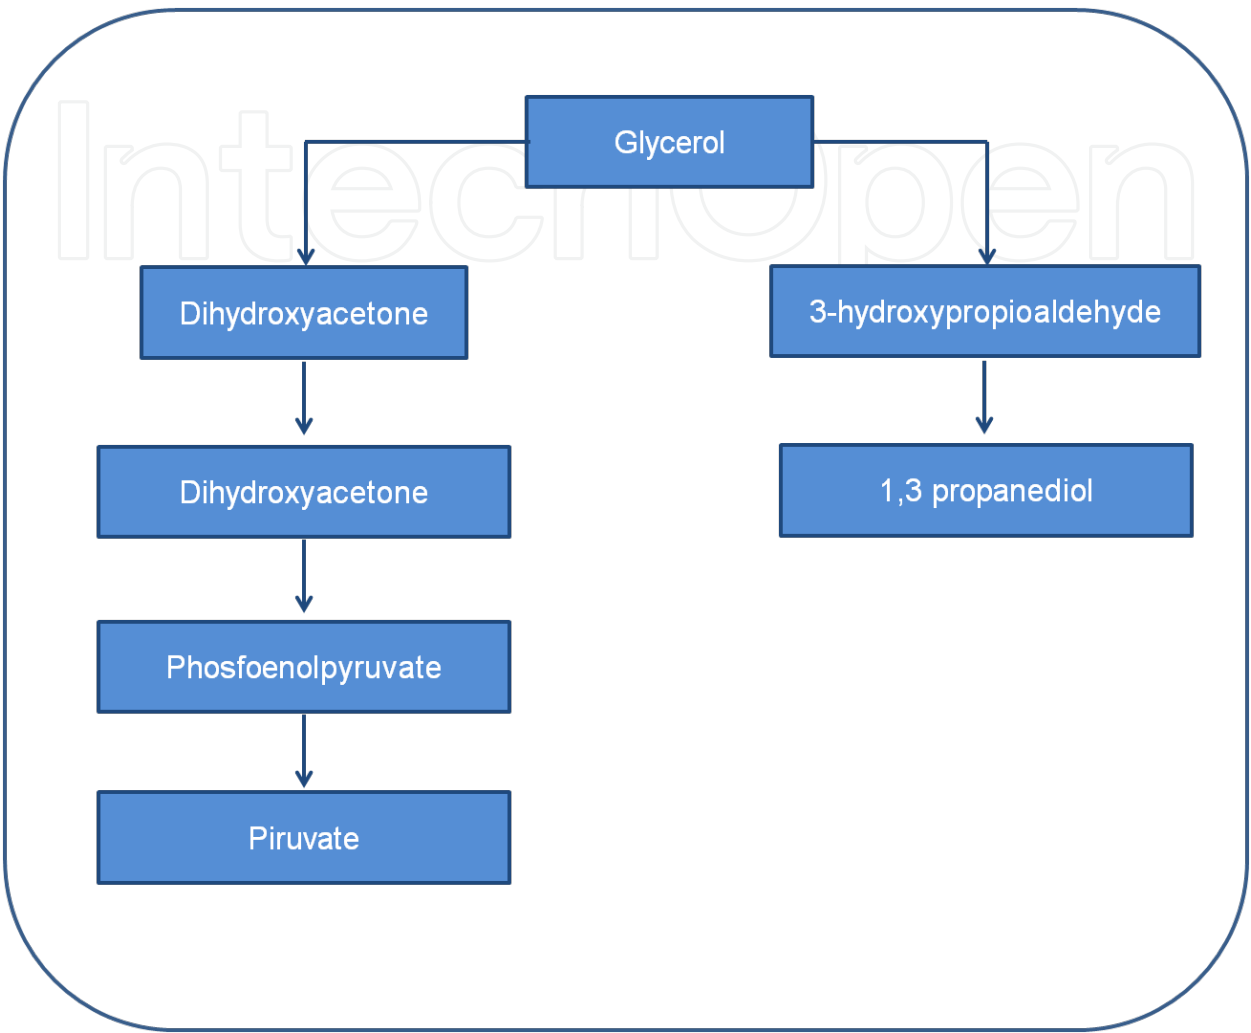 IntechOpen
Glycerol
Dihydroxyacetone
3-hydroxypropioaldehyde
Dihydroxyacetone
1,3 propanediol
Phosfoenolpyruvate
Piruvate